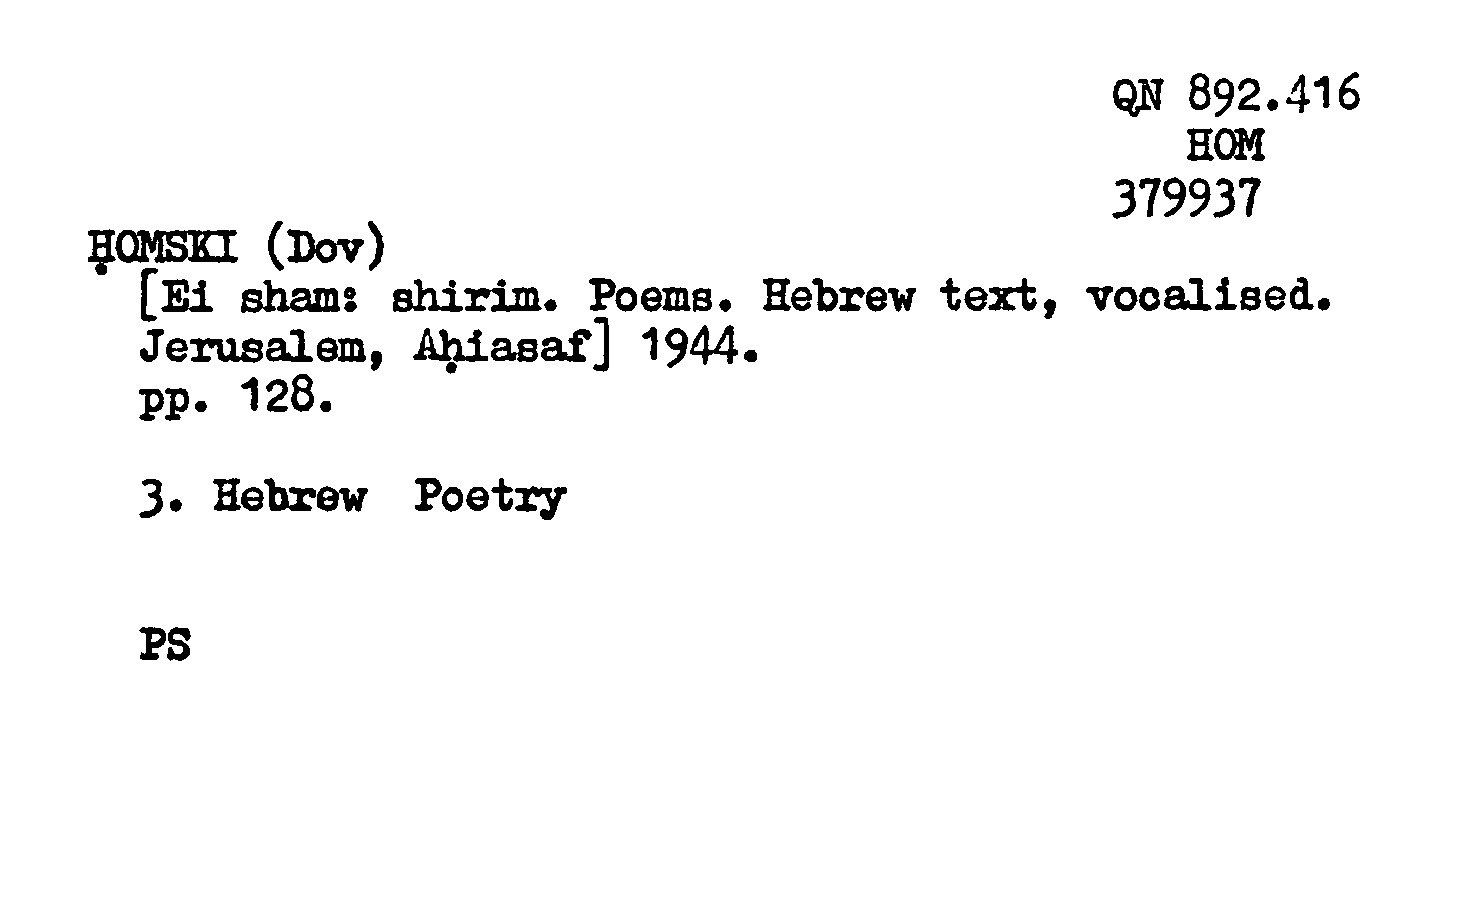 QN 892.416
HOM
379937
ḤOMSKI (Dov)
[Ei sham: shirim. Poems. Hebrew text, vocalised.
Jerusalem, Aḥiasaf] 1944.
pp. 128.
3. Hebrew Poetry
PS